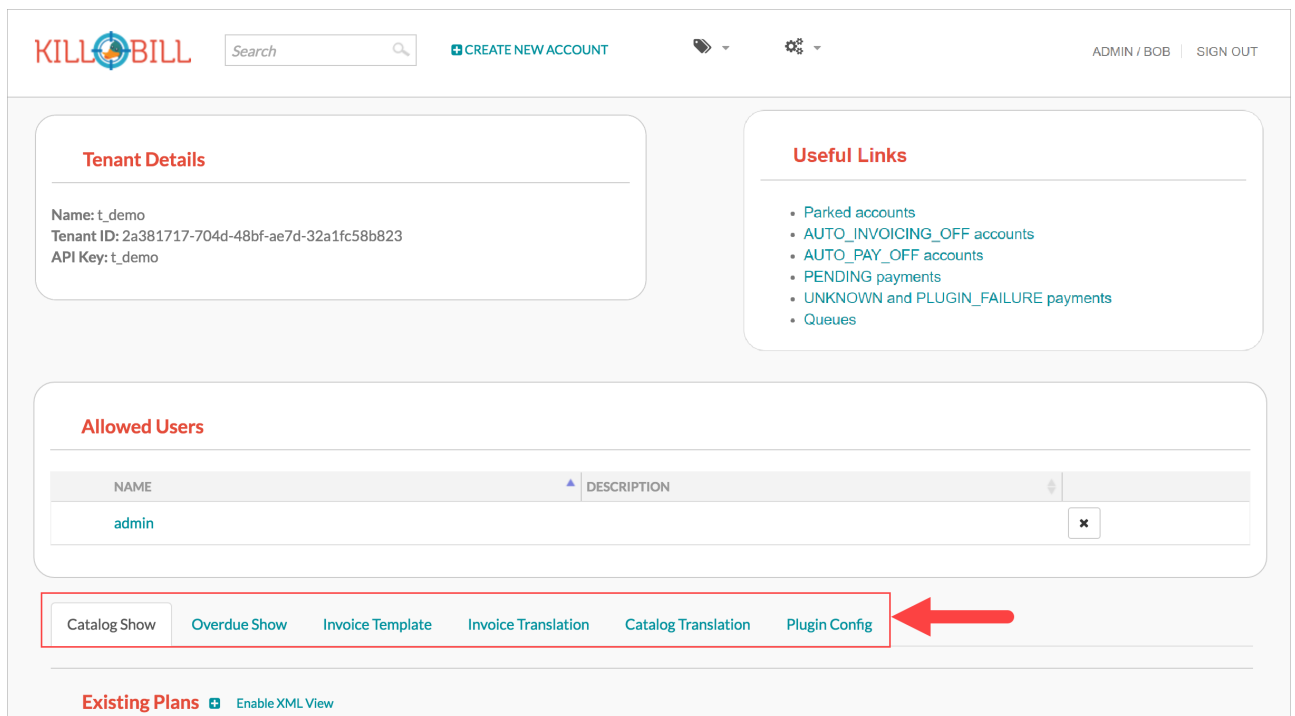 KILL BILL
Search
CREATE NEW ACCOUNT
ADMIN / BOB
SIGN OUT
Tenant Details
Name: t_demo
Tenant ID: 2a381717-704d-48bf-ae7d-32a1fc58b823
API Key: t_demo
Useful Links
Parked accounts
AUTO_INVOICING_OFF accounts
AUTO_PAY_OFF accounts
PENDING payments
UNKNOWN and PLUGIN_FAILURE payments
Queues
Allowed Users
NAME DESCRIPTION
admin
Catalog Show Overdue Show Invoice Template Invoice Translation Catalog Translation Plugin Config
Existing Plans Enable XML View